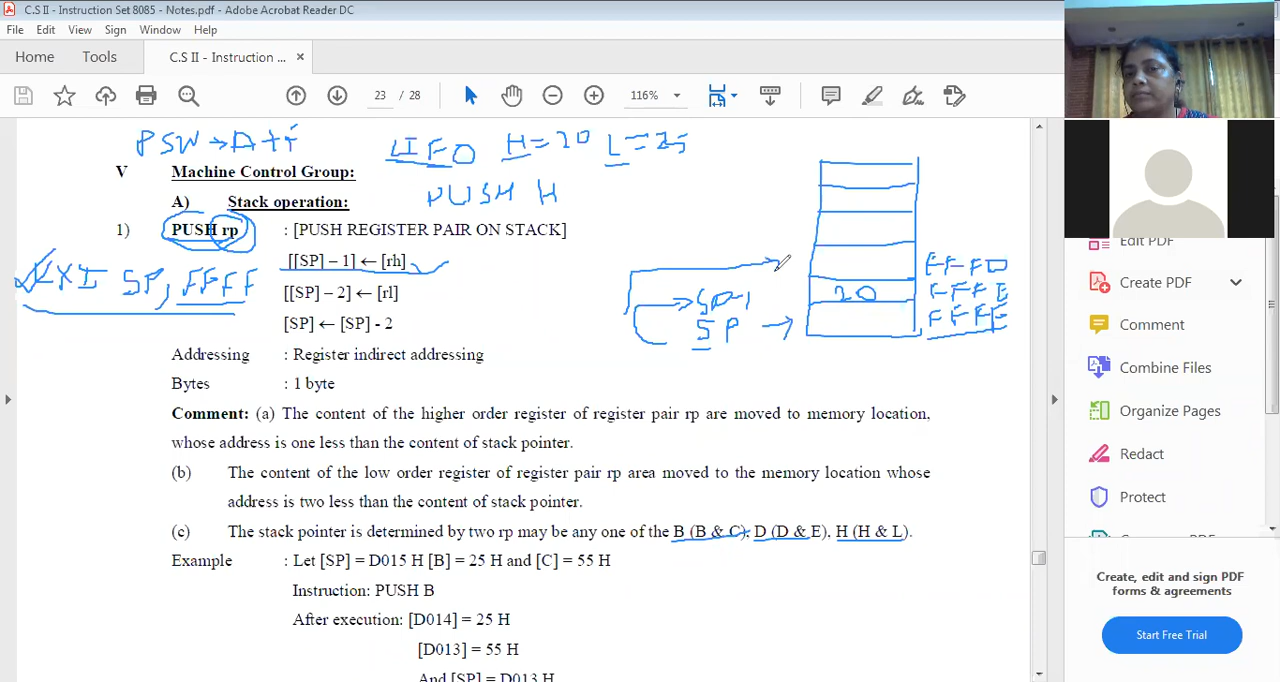 C.S II - Instruction Set 8085 - Notes.pdf - Adobe Acrobat Reader DC
File Edit View Sign Window Help
Home Tools C.S II - Instruction ... ×
23 / 28 116%
PSW → A + F LIFO H=20 L=25
V Machine Control Group:
PUSH H
A) Stack operation:
1) PUSH rp : [PUSH REGISTER PAIR ON STACK]
[[SP] – 1] ← [rh]
LXI SP, FFFF
[[SP] – 2] ← [rl]
[SP] ← [SP] - 2
FFFD
SP-1 20 FFFE
SP → FFFF
Addressing : Register indirect addressing
Bytes : 1 byte
Comment: (a) The content of the higher order register of register pair rp are moved to memory location,
whose address is one less than the content of stack pointer.
(b) The content of the low order register of register pair rp area moved to the memory location whose
address is two less than the content of stack pointer.
(c) The stack pointer is determined by two rp may be any one of the B (B & C), D (D & E), H (H & L).
Example : Let [SP] = D015 H [B] = 25 H and [C] = 55 H
Instruction: PUSH B
After execution: [D014] = 25 H
[D013] = 55 H
And [SP] = D013 H
Edit PDF
Create PDF
Comment
Combine Files
Organize Pages
Redact
Protect
Create, edit and sign PDF
forms & agreements
Start Free Trial